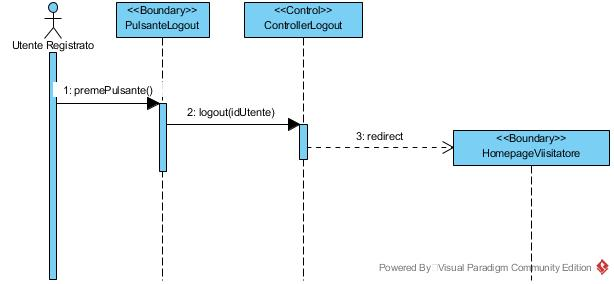 <<Boundary>>
PulsanteLogout
<<Control>>
ControllerLogout
Utente Registrato
1: premePulsante()
2: logout(idUtente)
3: redirect
<<Boundary>>
HomepageViisitatore
Powered By Visual Paradigm Community Edition